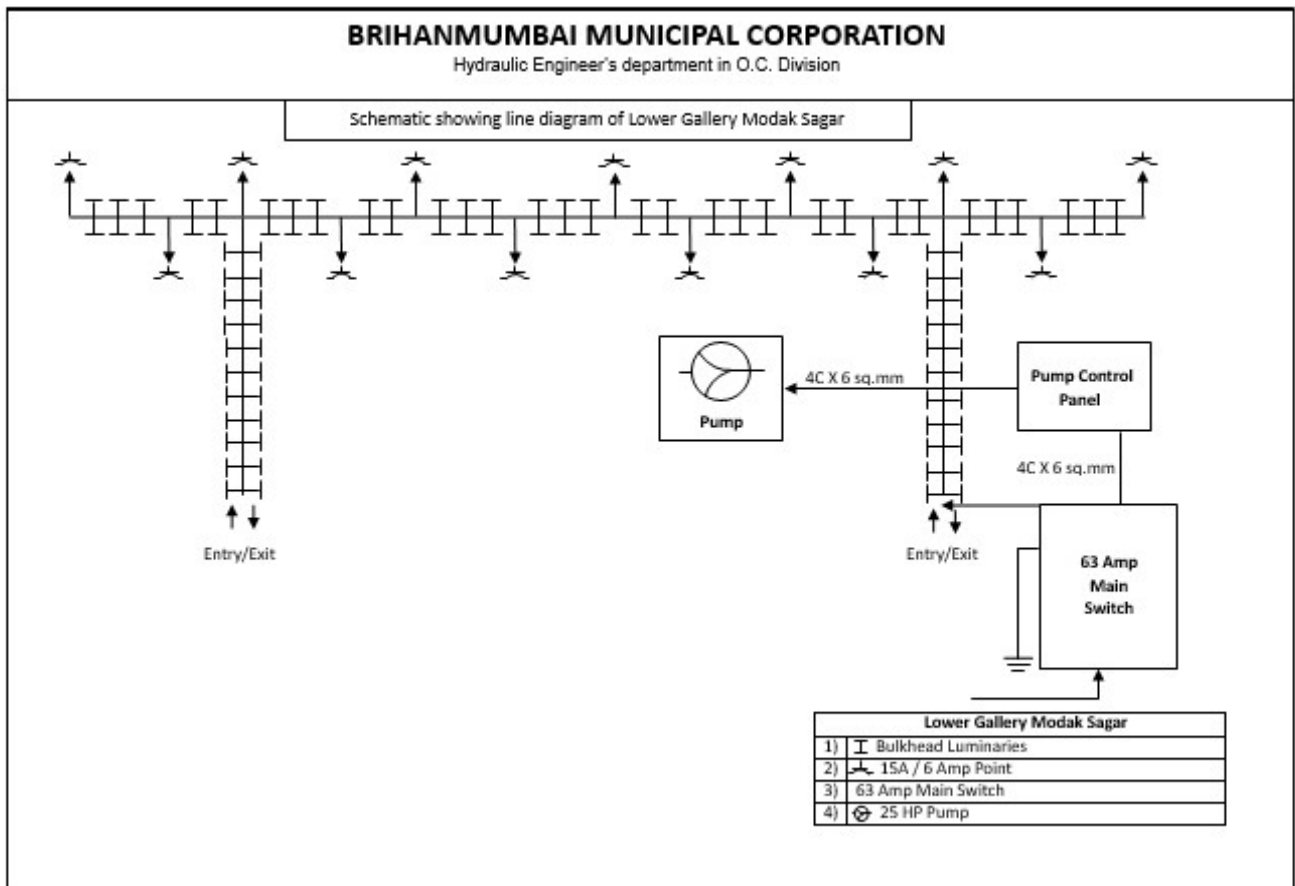 BRIHANMUMBAI MUNICIPAL CORPORATION
Hydraulic Engineer's department in O.C. Division
Schematic showing line diagram of Lower Gallery Modak Sagar
4C X 6 sq.mm
Pump Control
Panel
Pump
4C X 6 sq.mm
Entry/Exit
Entry/Exit
63 Amp
Main
Switch
Lower Gallery Modak Sagar
1) Bulkhead Luminaries
2) 15A / 6 Amp Point
3) 63 Amp Main Switch
4) 25 HP Pump